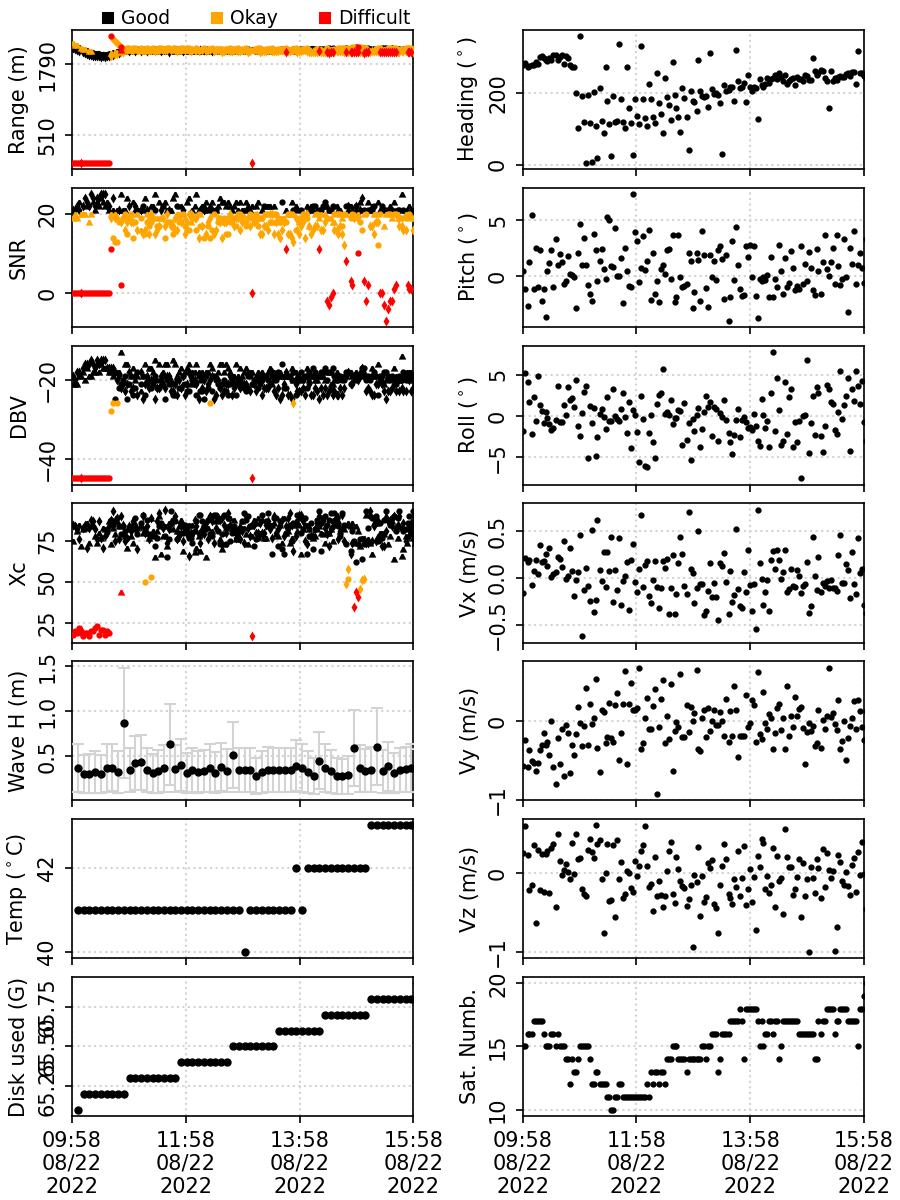 Good Okay Difficult
Range (m)
1790
510
Heading (°)
200
0
SNR
20
0
Pitch (°)
5
0
DBV
−20
−40
Roll (°)
5
0
−5
Xc
75
50
25
Vx (m/s)
0.5
0.0
−0.5
Wave H (m)
1.5
1.0
0.5
Vy (m/s)
0
−1
Temp (°C)
42
40
Vz (m/s)
0
−1
Disk used (G)
65.75
65.50
65.25
Sat. Numb.
20
15
10
09:58 11:58 13:58 15:58
08/22 08/22 08/22 08/22
2022 2022 2022 2022
09:58 11:58 13:58 15:58
08/22 08/22 08/22 08/22
2022 2022 2022 2022